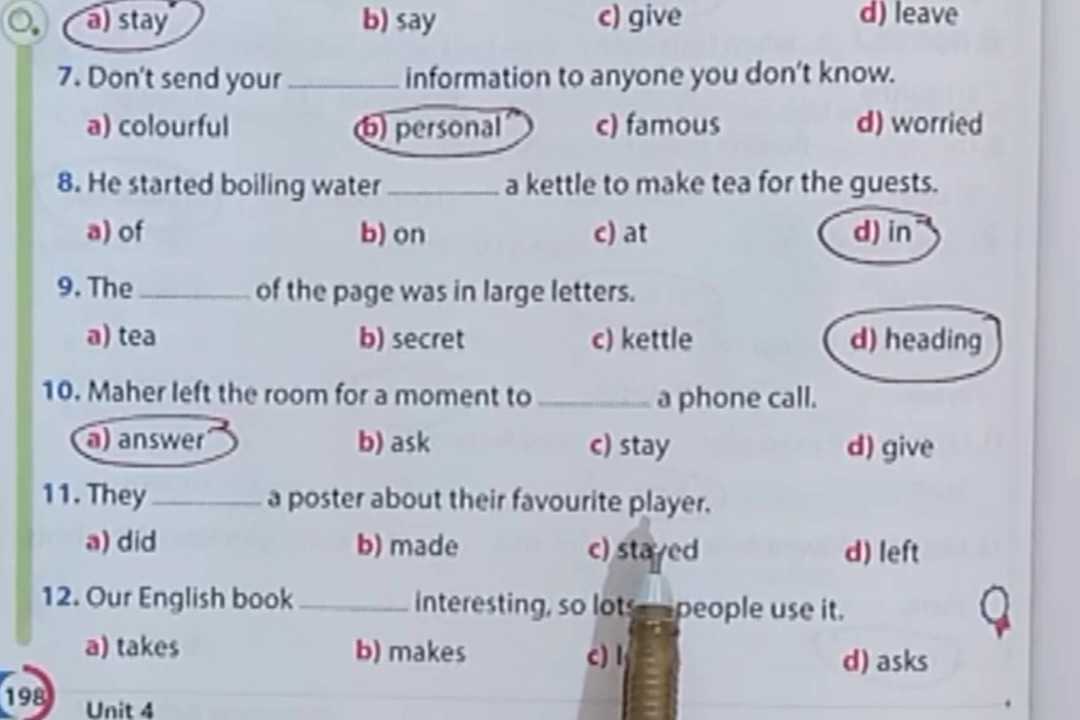 a) stay b) say c) give d) leave
7. Don't send your ________ information to anyone you don't know.
a) colourful b) personal c) famous d) worried
8. He started boiling water ________ a kettle to make tea for the guests.
a) of b) on c) at d) in
9. The ________ of the page was in large letters.
a) tea b) secret c) kettle d) heading
10. Maher left the room for a moment to ________ a phone call.
a) answer b) ask c) stay d) give
11. They ________ a poster about their favourite player.
a) did b) made c) stayed d) left
12. Our English book ________ interesting, so lots people use it.
a) takes b) makes c) d) asks
198 Unit 4